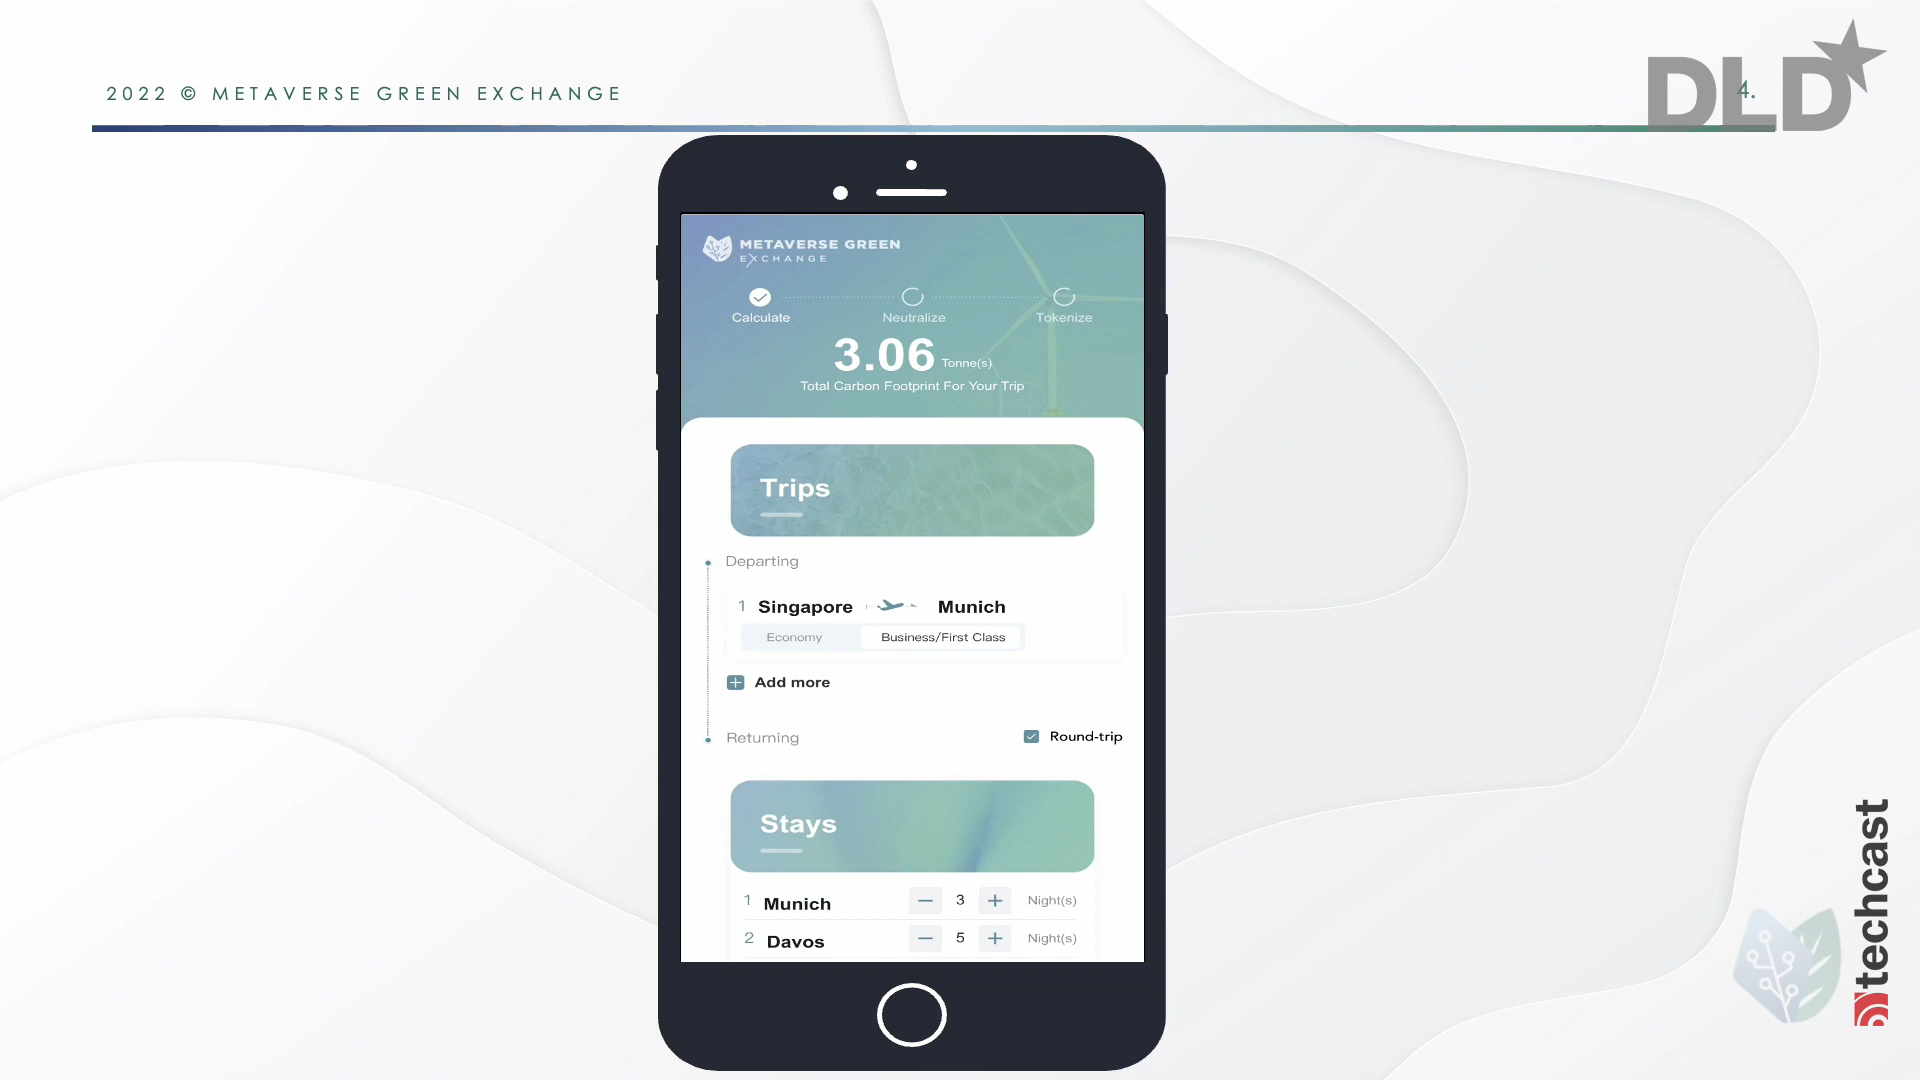 2022 © METAVERSE GREEN EXCHANGE
4.
DLD
METAVERSE GREEN
EXCHANGE
Calculate
Neutralize
Tokenize
3.06 Tonne(s)
Total Carbon Footprint For Your Trip
Trips
Departing
1 Singapore Munich
Economy Business/First Class
Add more
Returning Round-trip
Stays
1 Munich 3 Night(s)
2 Davos 5 Night(s)
techcast